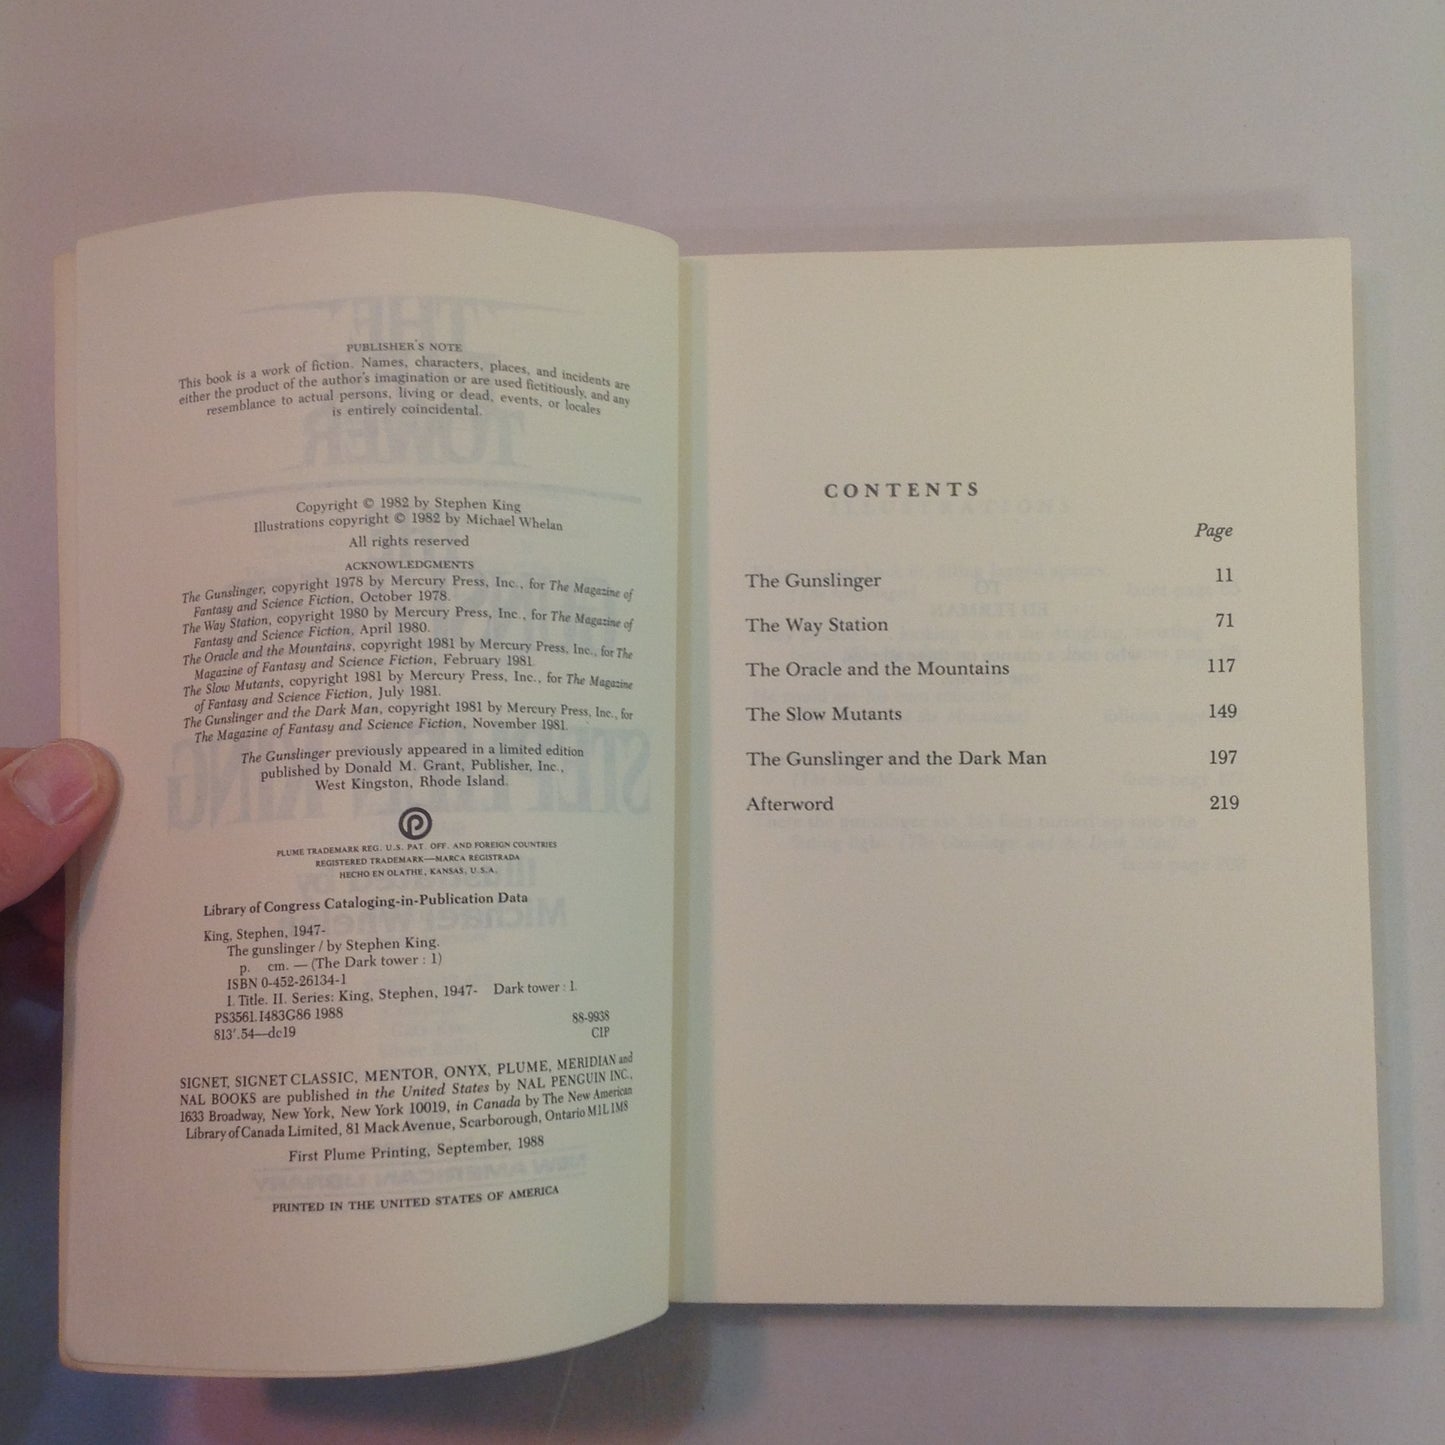 PUBLISHER'S NOTE
This book is a work of fiction. Names, characters, places, and incidents are
either the product of the author's imagination or are used fictitiously, and any
resemblance to actual persons, living or dead, events, or locales
is entirely coincidental.
Copyright © 1982 by Stephen King
Illustrations copyright © 1982 by Michael Whelan
All rights reserved
ACKNOWLEDGMENTS
The Gunslinger, copyright 1978 by Mercury Press, Inc., for The Magazine of
Fantasy and Science Fiction, October 1978.
The Way Station, copyright 1980 by Mercury Press, Inc., for The Magazine of
Fantasy and Science Fiction, April 1980.
The Oracle and the Mountains, copyright 1981 by Mercury Press, Inc., for The
Magazine of Fantasy and Science Fiction, February 1981.
The Slow Mutants, copyright 1981 by Mercury Press, Inc., for The Magazine
of Fantasy and Science Fiction, July 1981.
The Gunslinger and the Dark Man, copyright 1981 by Mercury Press, Inc., for
The Magazine of Fantasy and Science Fiction, November 1981.
The Gunslinger previously appeared in a limited edition
published by Donald M. Grant, Publisher, Inc.,
West Kingston, Rhode Island.
P
PLUME TRADEMARK REG. U.S. PAT. OFF. AND FOREIGN COUNTRIES
REGISTERED TRADEMARK—MARCA REGISTRADA
HECHO EN OLATHE, KANSAS, U.S.A.
Library of Congress Cataloging-in-Publication Data
King, Stephen, 1947-
The gunslinger / by Stephen King.
p. cm. — (The Dark tower : 1)
ISBN 0-452-26134-1
I. Title. II. Series: King, Stephen, 1947- Dark tower : 1.
PS3561.I483G86 1988
88-9938
813'.54—dc19
CIP
SIGNET, SIGNET CLASSIC, MENTOR, ONYX, PLUME, MERIDIAN and
NAL BOOKS are published in the United States by NAL PENGUIN INC.,
1633 Broadway, New York, New York 10019, in Canada by The New American
Library of Canada Limited, 81 Mack Avenue, Scarborough, Ontario M1L 1M8
First Plume Printing, September, 1988
PRINTED IN THE UNITED STATES OF AMERICA
CONTENTS
Page
The Gunslinger 11
The Way Station 71
The Oracle and the Mountains 117
The Slow Mutants 149
The Gunslinger and the Dark Man 197
Afterword 219